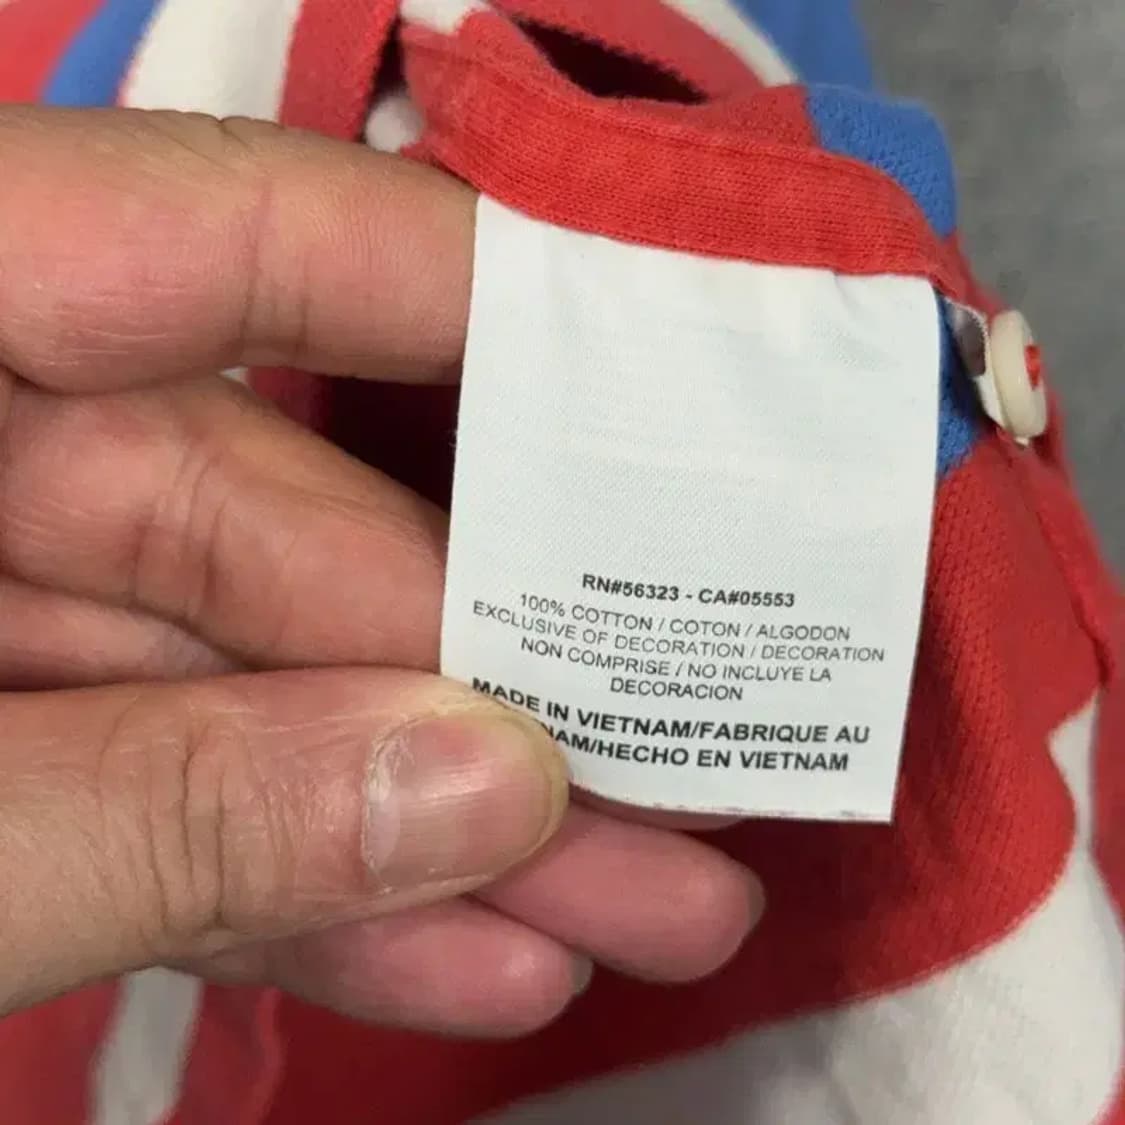 RN#56323 - CA#05553
100% COTTON / COTON / ALGODON
EXCLUSIVE OF DECORATION / DECORATION
NON COMPRISE / NO INCLUYE LA
DECORACION
MADE IN VIETNAM/FABRIQUE AU
NAM/HECHO EN VIETNAM